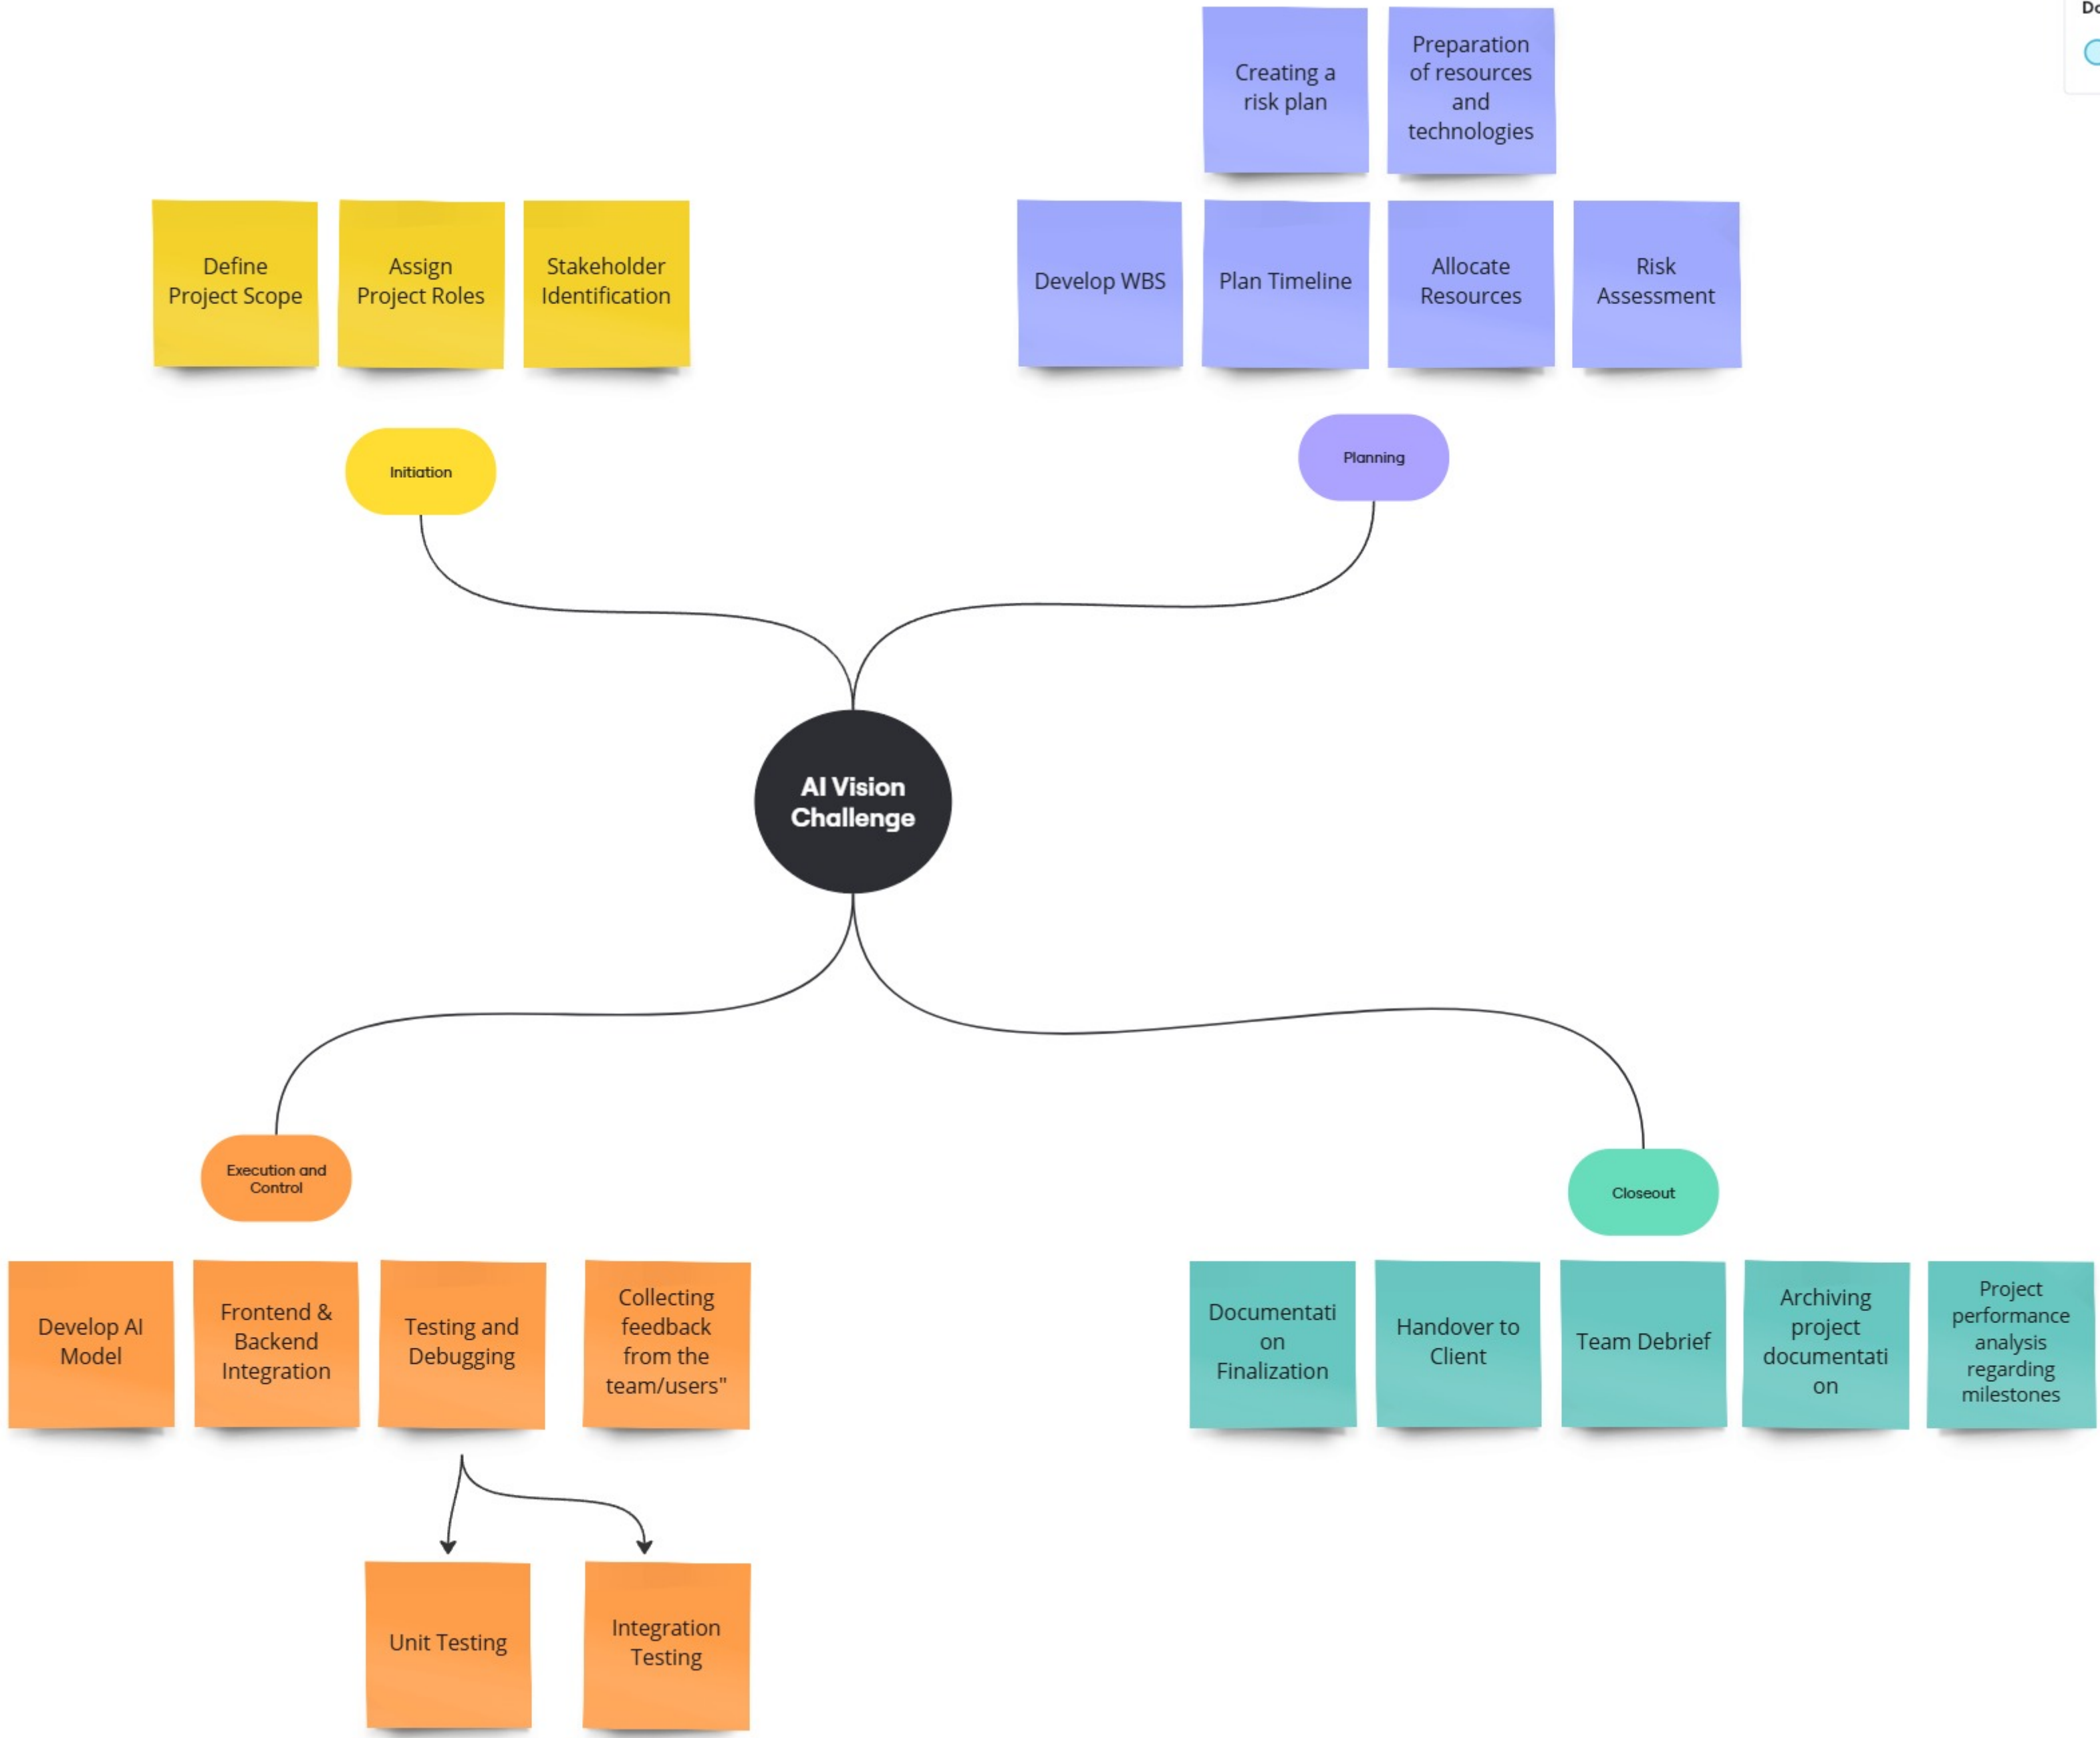 Do
Creating a
risk plan
Preparation
of resources
and
technologies
Define
Project Scope
Assign
Project Roles
Stakeholder
Identification
Develop WBS
Plan Timeline
Allocate
Resources
Risk
Assessment
Initiation
Planning
AI Vision
Challenge
Execution and
Control
Closeout
Develop AI
Model
Frontend &
Backend
Integration
Testing and
Debugging
Collecting
feedback
from the
team/users"
Documentati
on
Finalization
Handover to
Client
Team Debrief
Archiving
project
documentati
on
Project
performance
analysis
regarding
milestones
Unit Testing
Integration
Testing